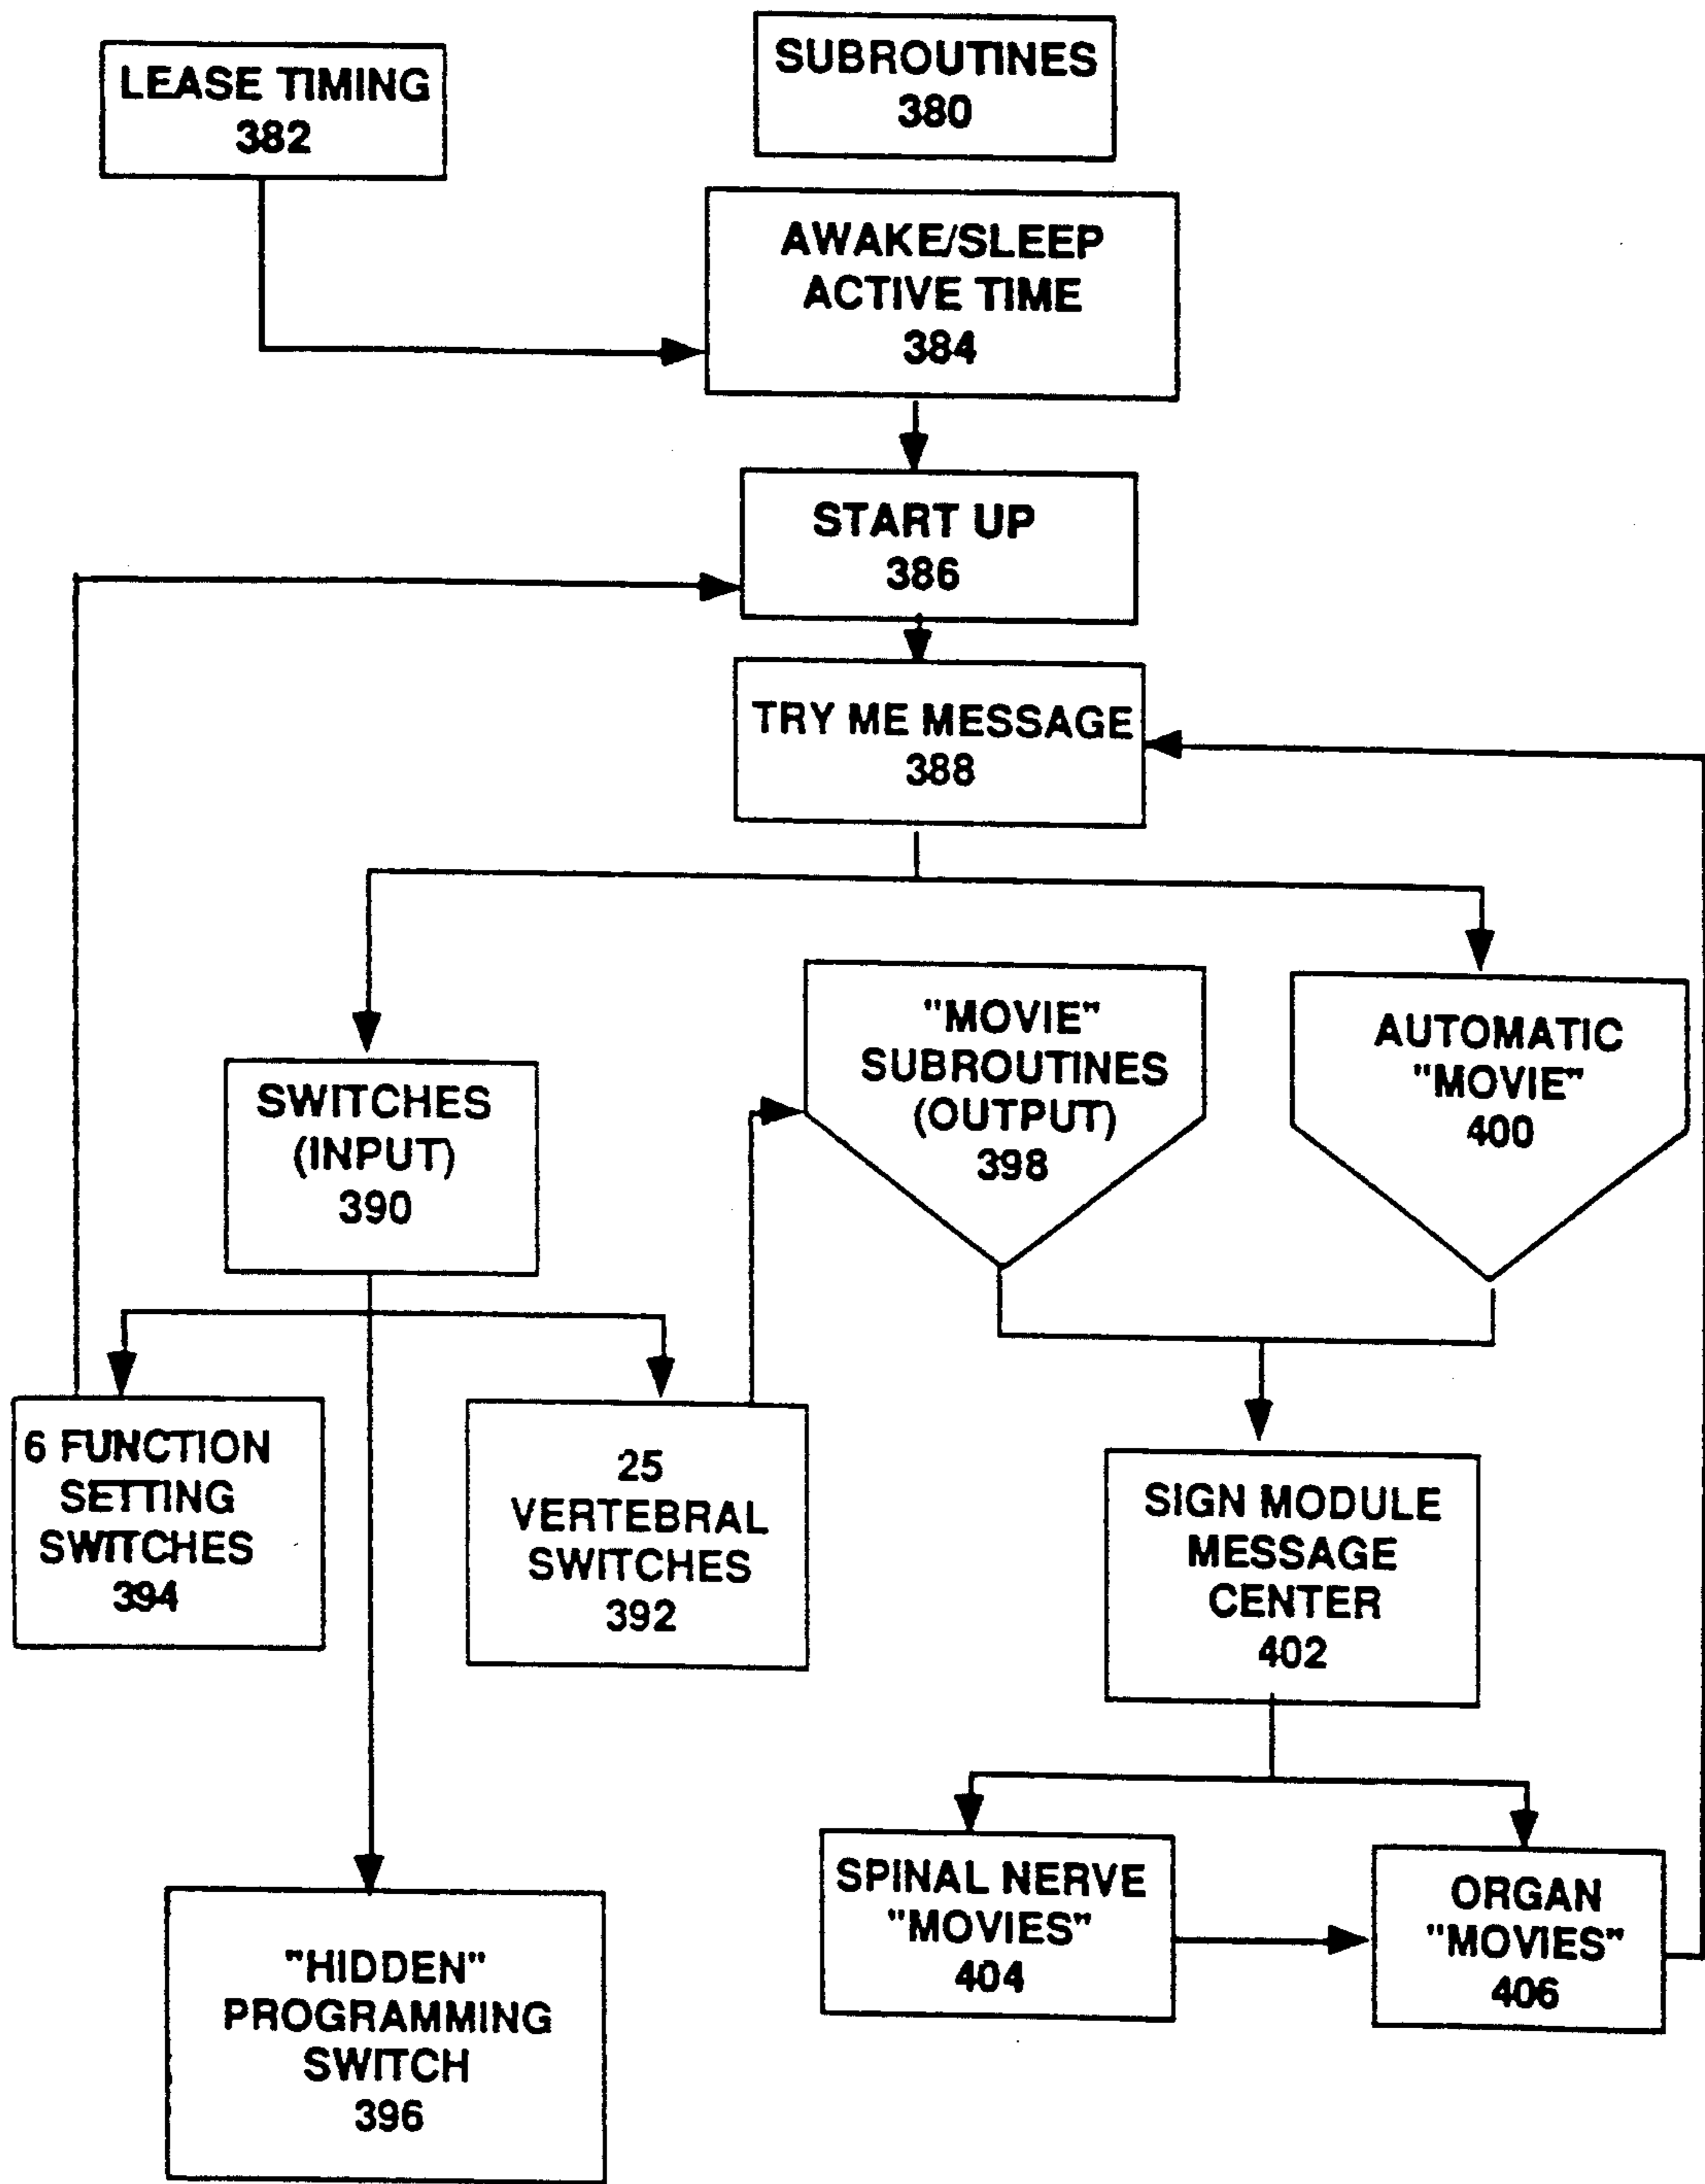 LEASE TIMING
382
SUBROUTINES
380
AWAKE/SLEEP
ACTIVE TIME
384
START UP
386
TRY ME MESSAGE
388
SWITCHES
(INPUT)
390
"MOVIE"
SUBROUTINES
(OUTPUT)
398
AUTOMATIC
"MOVIE"
400
6 FUNCTION
SETTING
SWITCHES
394
25
VERTEBRAL
SWITCHES
392
SIGN MODULE
MESSAGE
CENTER
402
SPINAL NERVE
"MOVIES"
404
ORGAN
"MOVIES"
406
"HIDDEN"
PROGRAMMING
SWITCH
396